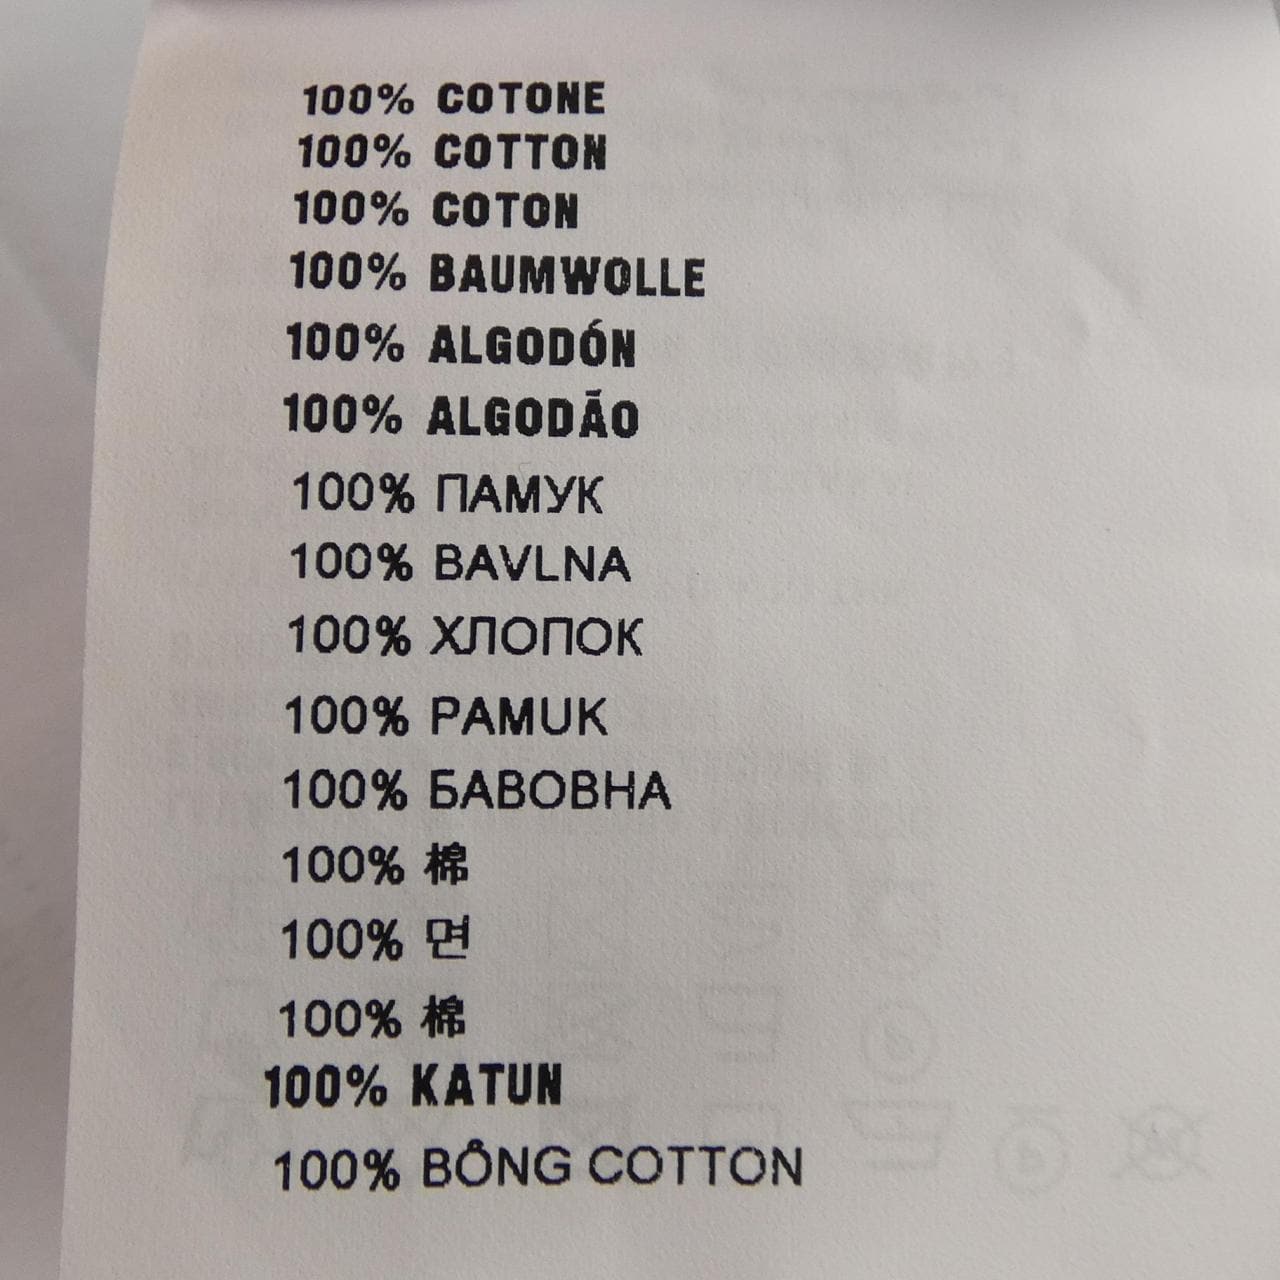 100% COTONE
100% COTTON
100% COTON
100% BAUMWOLLE
100% ALGODÓN
100% ALGODÃO
100% ПАМУК
100% BAVLNA
100% ХЛОПОК
100% PAMUK
100% БАВОВНА
100% 棉
100% 면
100% 棉
100% KATUN
100% BÔNG COTTON